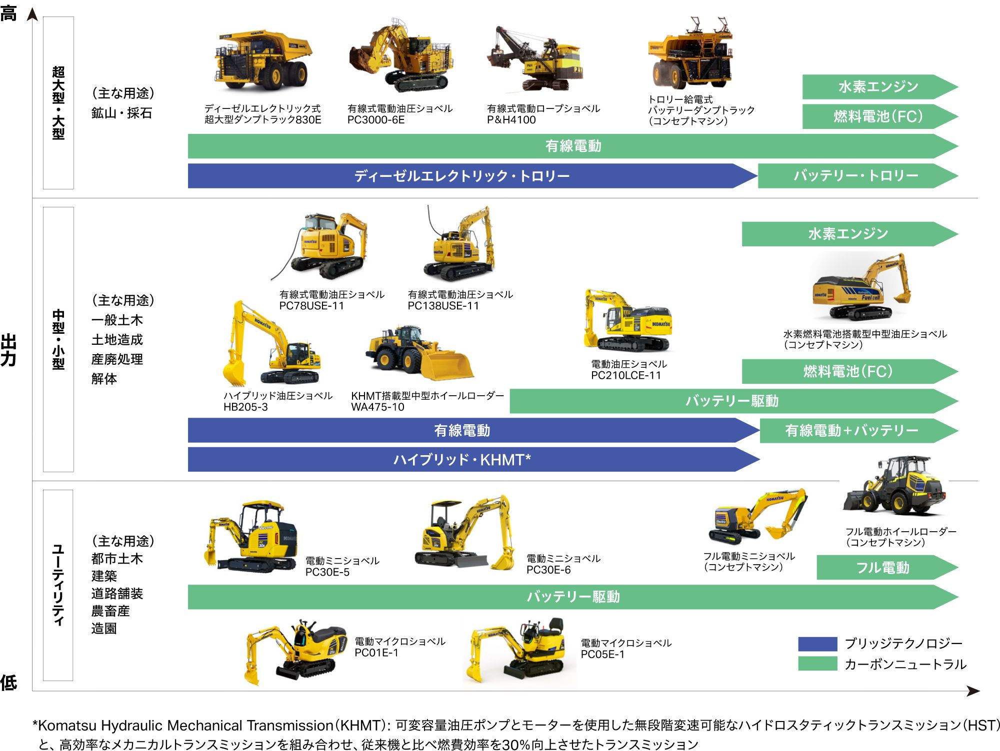 高
出力
低
超大型・大型
（主な用途）
鉱山・採石
ディーゼルエレクトリック式
超大型ダンプトラック830E
有線式電動油圧ショベル
PC3000-6E
有線式電動ロープショベル
P&H4100
トロリー給電式
バッテリーダンプトラック
（コンセプトマシン）
水素エンジン
燃料電池（FC）
有線電動
ディーゼルエレクトリック・トロリー
バッテリー・トロリー
中型・小型
（主な用途）
一般土木
土地造成
産廃処理
解体
有線式電動油圧ショベル
PC78USE-11
有線式電動油圧ショベル
PC138USE-11
水素エンジン
水素燃料電池搭載型中型油圧ショベル
（コンセプトマシン）
ハイブリッド油圧ショベル
HB205-3
KHMT搭載型中型ホイールローダー
WA475-10
電動油圧ショベル
PC210LCE-11
燃料電池（FC）
バッテリー駆動
有線電動
有線電動＋バッテリー
ハイブリッド・KHMT*
ユーティリティ
（主な用途）
都市土木
建築
道路舗装
農畜産
造園
電動ミニショベル
PC30E-5
電動ミニショベル
PC30E-6
フル電動ミニショベル
（コンセプトマシン）
フル電動ホイールローダー
（コンセプトマシン）
フル電動
バッテリー駆動
電動マイクロショベル
PC01E-1
電動マイクロショベル
PC05E-1
ブリッジテクノロジー
カーボンニュートラル
*Komatsu Hydraulic Mechanical Transmission（KHMT）: 可変容量油圧ポンプとモーターを使用した無段階変速可能なハイドロスタティックトランスミッション（HST）
と、高効率なメカニカルトランスミッションを組み合わせ、従来機と比べ燃費効率を30%向上させたトランスミッション